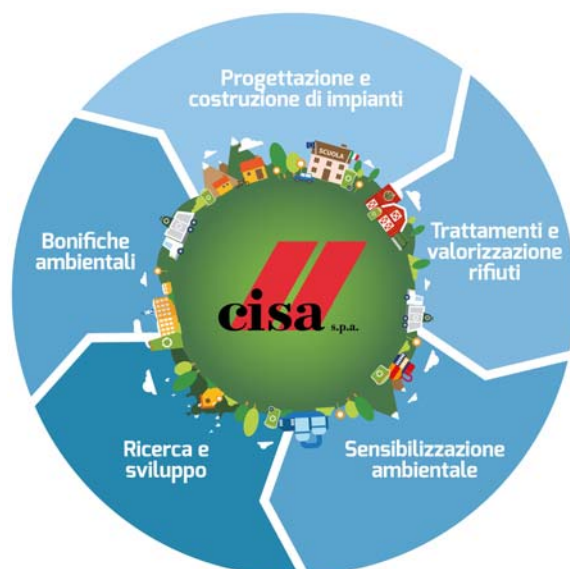 Progettazione e
costruzione di impianti
SCUOLA
Bonifiche
ambientali
Trattamenti e
valorizzazione
rifiuti
cisa s.p.a.
Ricerca e
sviluppo
Sensibilizzazione
ambientale